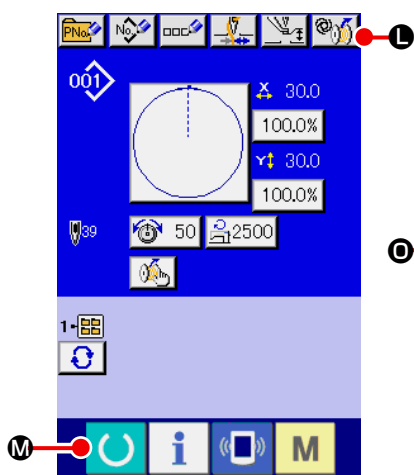 PNo. No.
L
001
X 30.0
100.0%
Y 30.0
100.0%
O
39 50 2500
1-
M i M